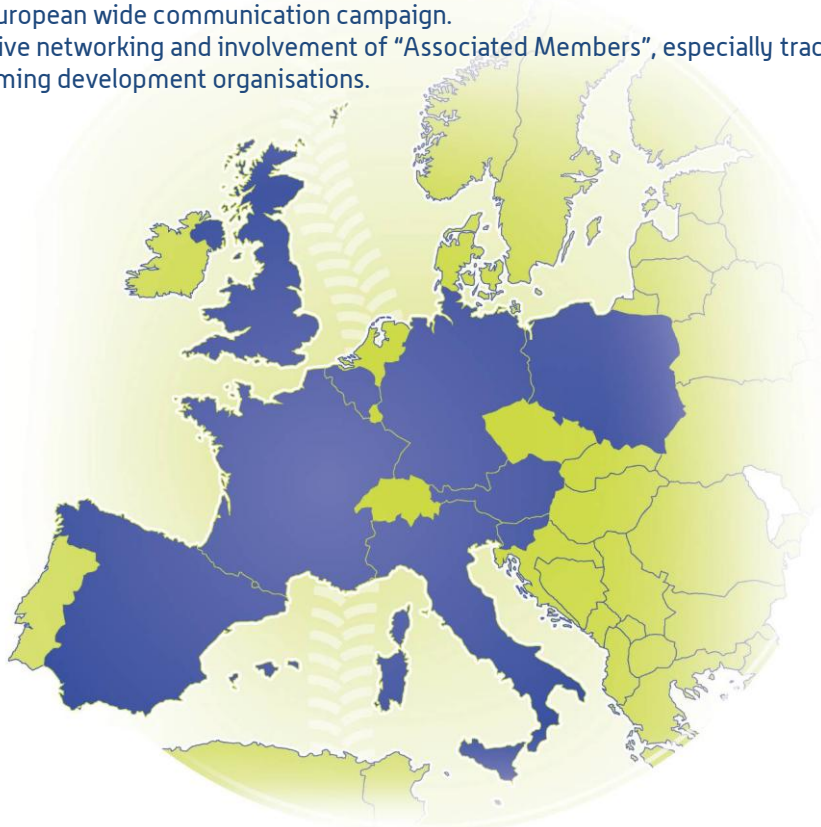 uropean wide communication campaign.
ive networking and involvement of “Associated Members”, especially trac
ming development organisations.